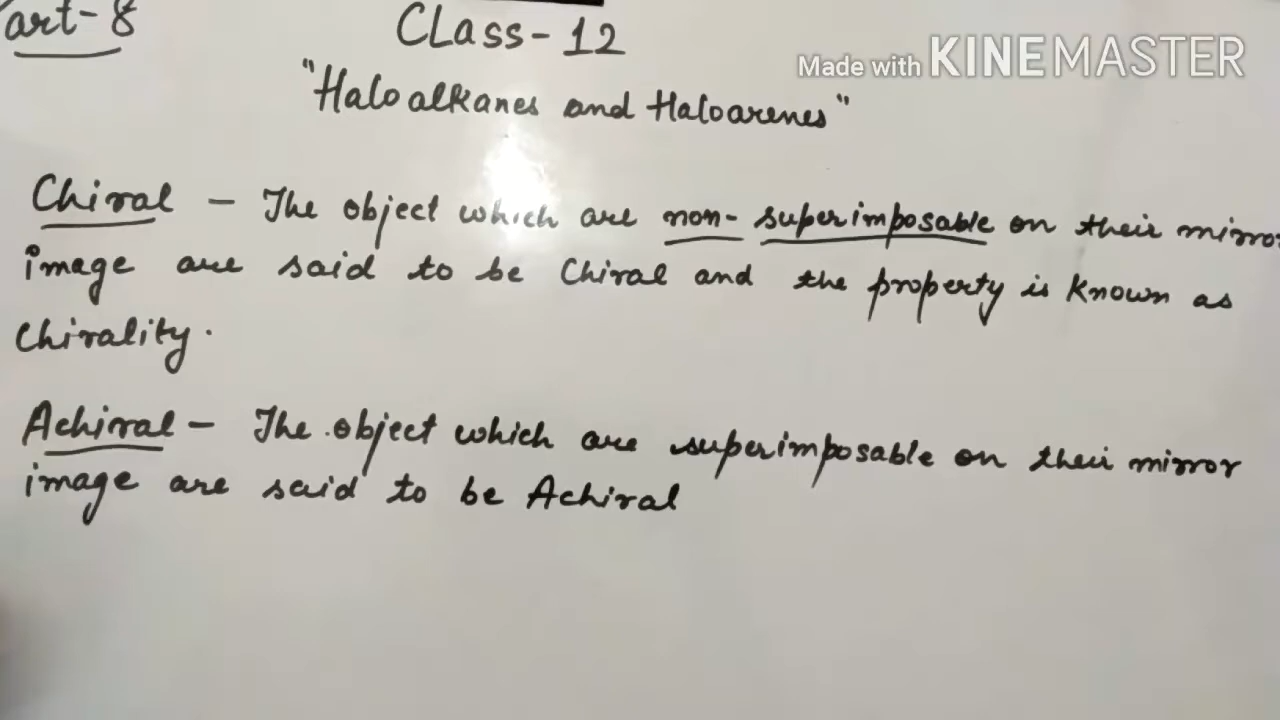 art-8
CLass-12
Made with KINEMASTER
"Haloalkanes and Haloarenes"
Chiral - The object which are non-superimposable on their mirror
image are said to be Chiral and the property is known as
Chirality.
Achiral - The object which are superimposable on their mirror
image are said to be Achiral